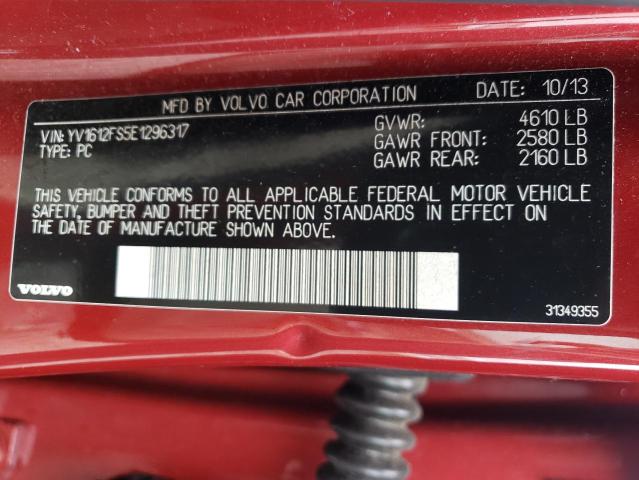 MFD BY VOLVO CAR CORPORATION DATE: 10/13
VIN: YV1612FS5E1296317 GVWR: 4610 LB
TYPE: PC GAWR FRONT: 2580 LB
GAWR REAR: 2160 LB
THIS VEHICLE CONFORMS TO ALL APPLICABLE FEDERAL MOTOR VEHICLE
SAFETY, BUMPER AND THEFT PREVENTION STANDARDS IN EFFECT ON
THE DATE OF MANUFACTURE SHOWN ABOVE.
VOLVO 31349355